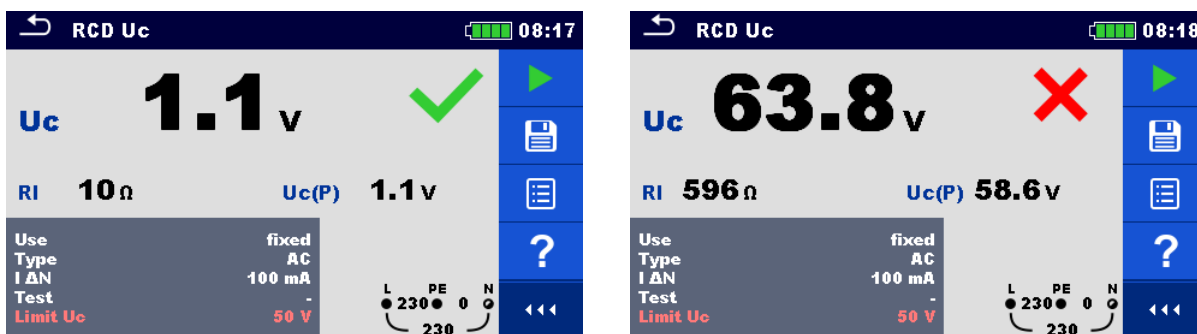 RCD Uc 08:17
Uc 1.1 V
RI 10 Ω Uc(P) 1.1 V
Use fixed
Type AC
I ΔN 100 mA
Test -
Limit Uc 50 V
L PE N
230 0
230
?
RCD Uc 08:18
Uc 63.8 V
RI 596 Ω Uc(P) 58.6 V
Use fixed
Type AC
I ΔN 100 mA
Test -
Limit Uc 50 V
L PE N
230 0
230
?